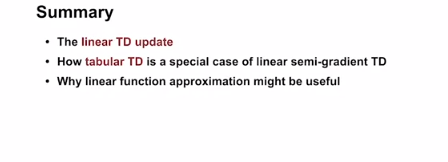 Summary
• The linear TD update
• How tabular TD is a special case of linear semi-gradient TD
• Why linear function approximation might be useful